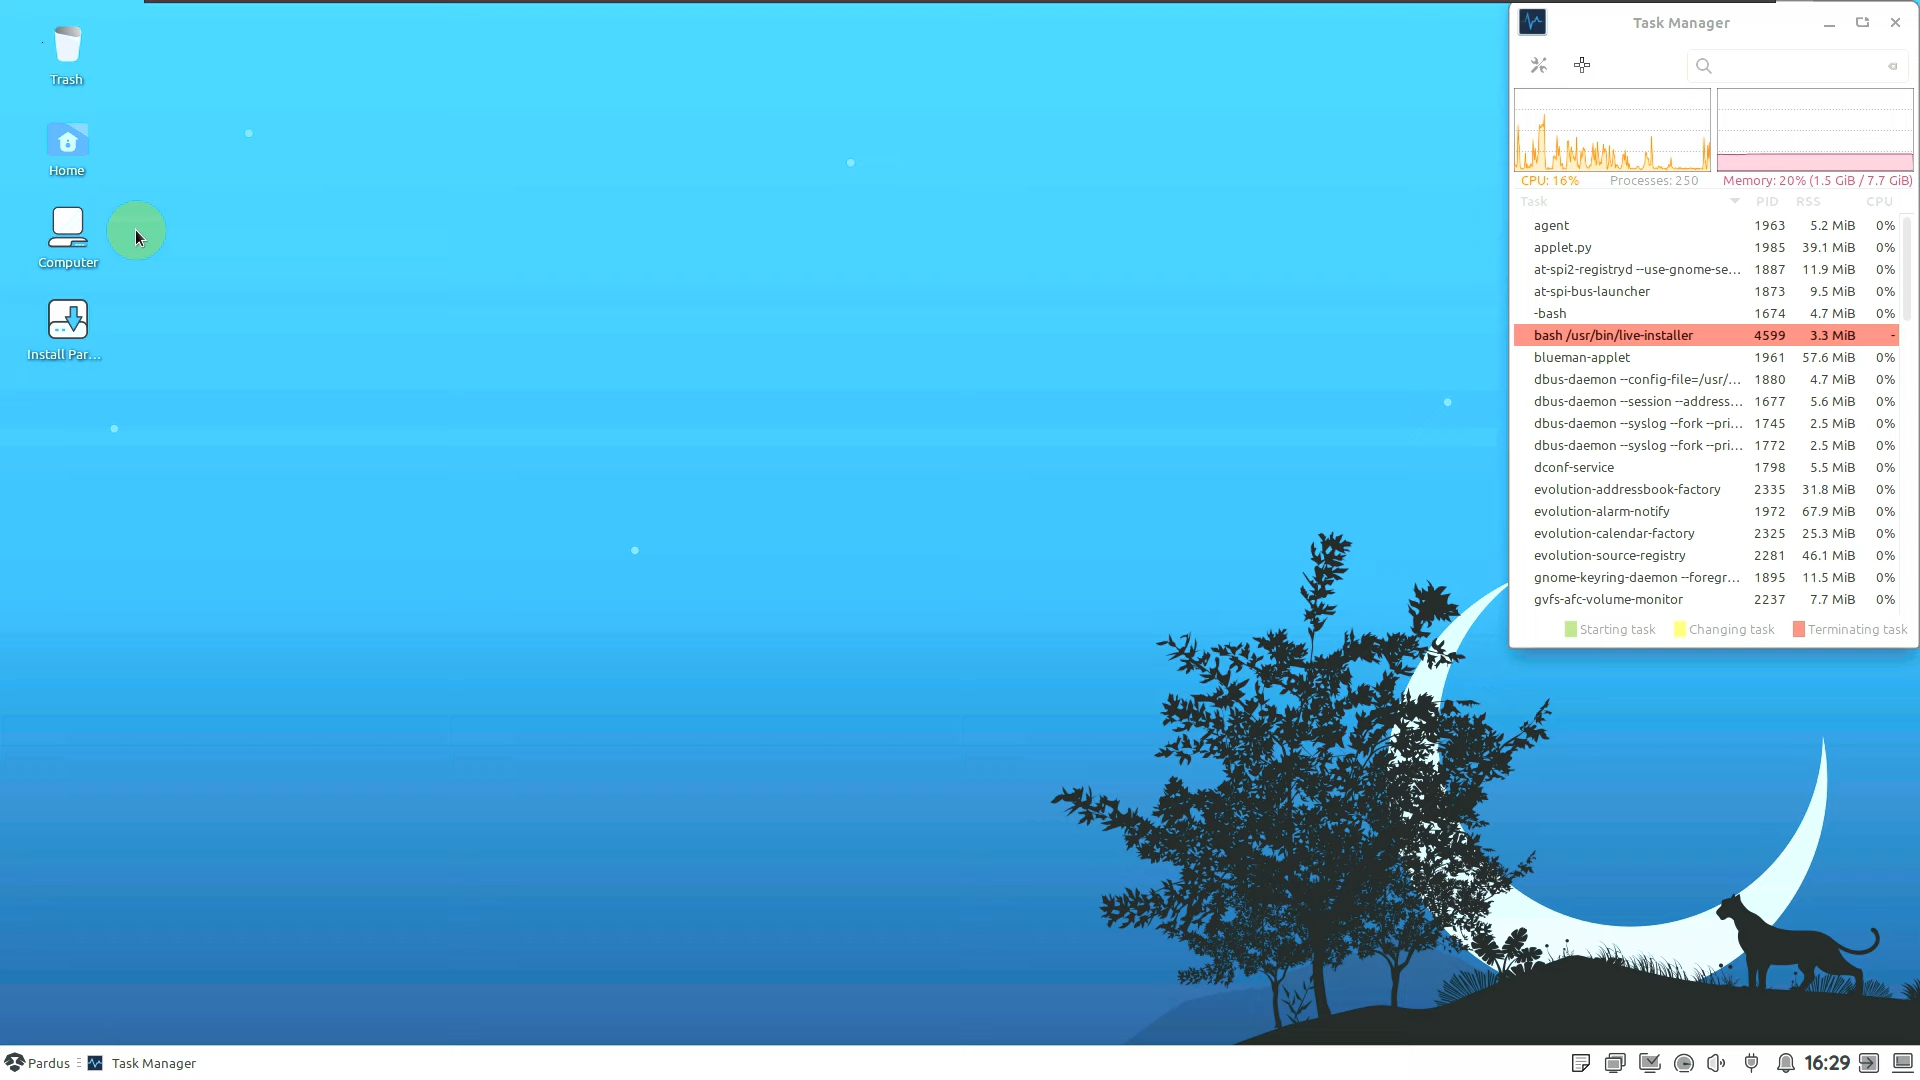 Trash
Home
Computer
Install Par...
Task Manager
CPU: 16%
Processes: 250
Memory: 20% (1.5 GiB / 7.7 GiB)
Task PID RSS CPU
agent 1963 5.2 MiB 0%
applet.py 1985 39.1 MiB 0%
at-spi2-registryd --use-gnome-se... 1887 11.9 MiB 0%
at-spi-bus-launcher 1873 9.5 MiB 0%
-bash 1674 4.7 MiB 0%
bash /usr/bin/live-installer 4599 3.3 MiB -
blueman-applet 1961 57.6 MiB 0%
dbus-daemon --config-file=/usr/... 1880 4.7 MiB 0%
dbus-daemon --session --address... 1677 5.6 MiB 0%
dbus-daemon --syslog --fork --pri... 1745 2.5 MiB 0%
dbus-daemon --syslog --fork --pri... 1772 2.5 MiB 0%
dconf-service 1798 5.5 MiB 0%
evolution-addressbook-factory 2335 31.8 MiB 0%
evolution-alarm-notify 1972 67.9 MiB 0%
evolution-calendar-factory 2325 25.3 MiB 0%
evolution-source-registry 2281 46.1 MiB 0%
gnome-keyring-daemon --foregr... 1895 11.5 MiB 0%
gvfs-afc-volume-monitor 2237 7.7 MiB 0%
Starting task Changing task Terminating task
Pardus Task Manager 16:29